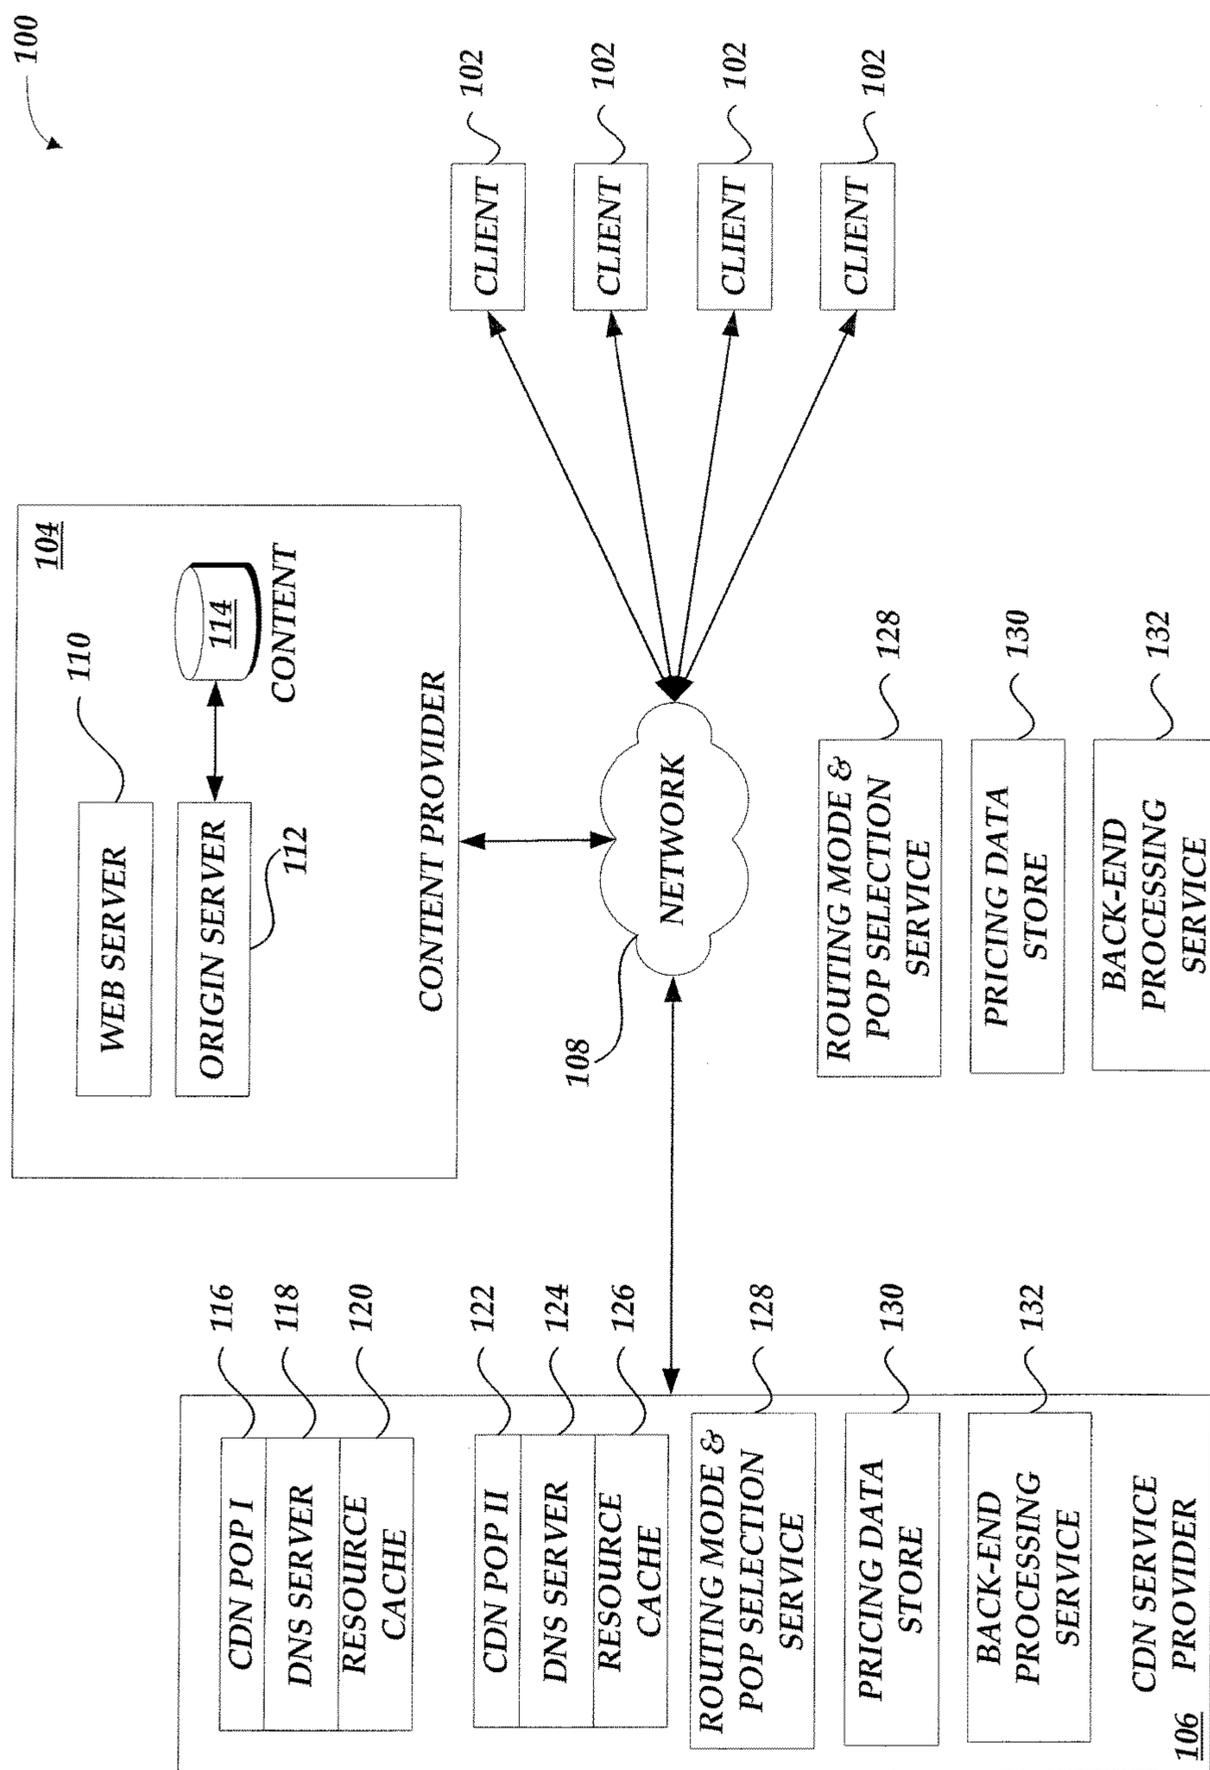 100
CDN POP I
116
DNS SERVER
118
RESOURCE
CACHE
120
CDN POP II
122
DNS SERVER
124
RESOURCE
CACHE
126
ROUTING MODE &
POP SELECTION
SERVICE
128
PRICING DATA
STORE
130
BACK-END
PROCESSING
SERVICE
132
CDN SERVICE
PROVIDER
106
104
WEB SERVER
110
ORIGIN SERVER
112
114
CONTENT
CONTENT PROVIDER
NETWORK
108
CLIENT
102
CLIENT
102
CLIENT
102
CLIENT
102
ROUTING MODE &
POP SELECTION
SERVICE
128
PRICING DATA
STORE
130
BACK-END
PROCESSING
SERVICE
132